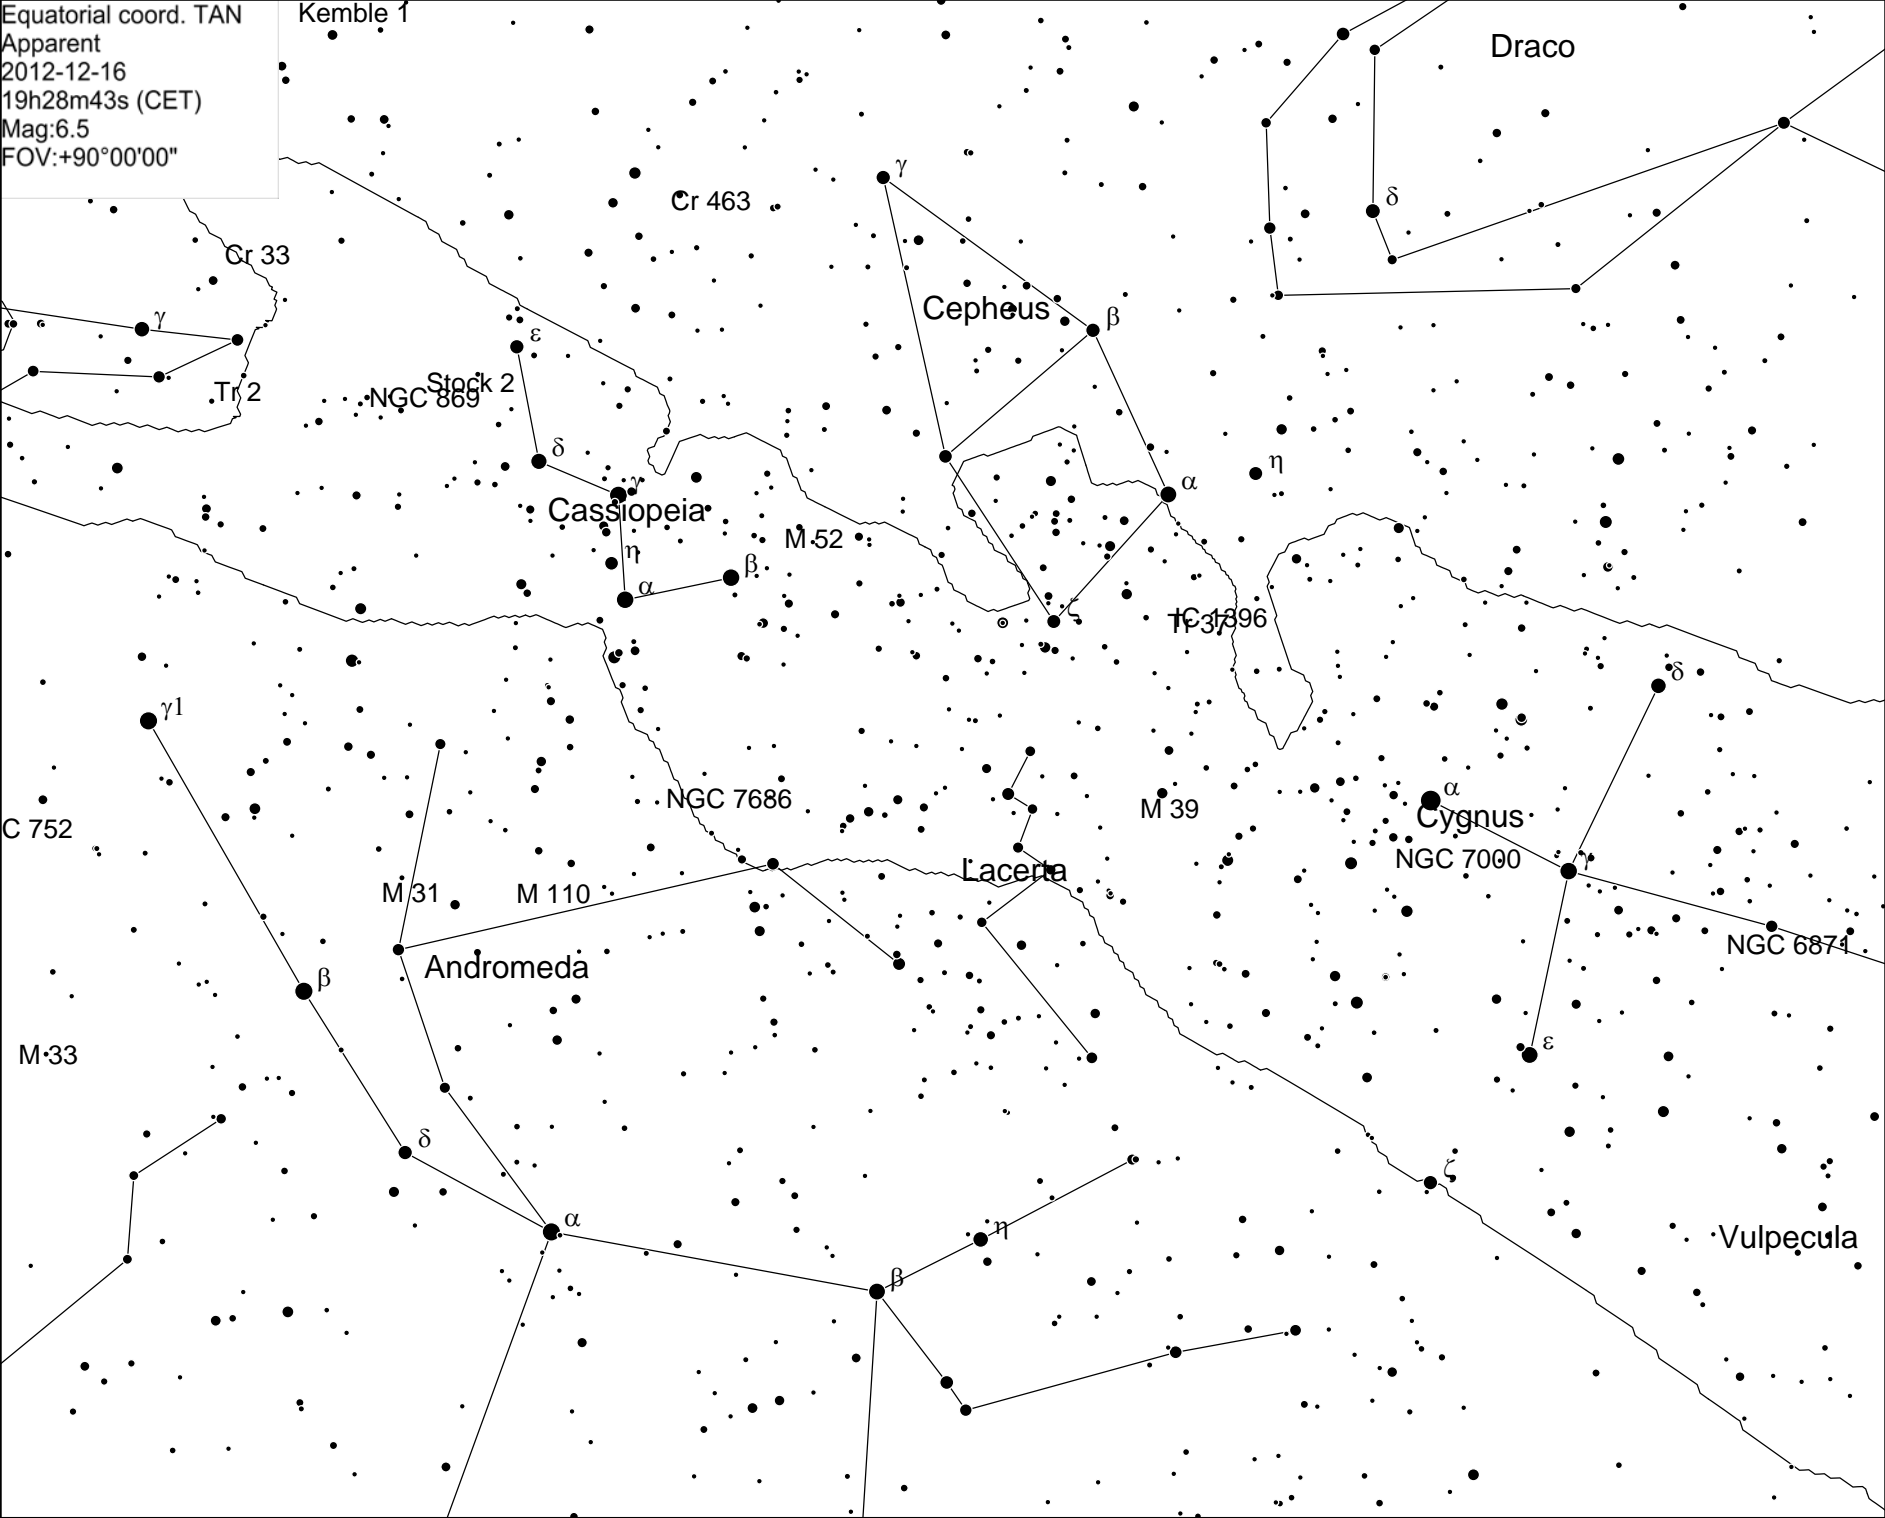 Equatorial coord. TAN
Apparent
2012-12-16
19h28m43s (CET)
Mag:6.5
FOV:+90°00'00"
Kemble 1
Draco
γ
Cr 463
δ
Cr 33
γ
Cepheus
β
ε
Stock 2
NGC 869
Tr 2
δ
γ
η
α
Cassiopeia
M 52
η
β
α
ζ
IC 1396
Tr 37
δ
γ1
NGC 7686
M 39
α
Cygnus
C 752
NGC 7000
γ
Lacerta
M 31
M 110
NGC 6871
Andromeda
β
M 33
ε
δ
ζ
α
η
Vulpecula
β